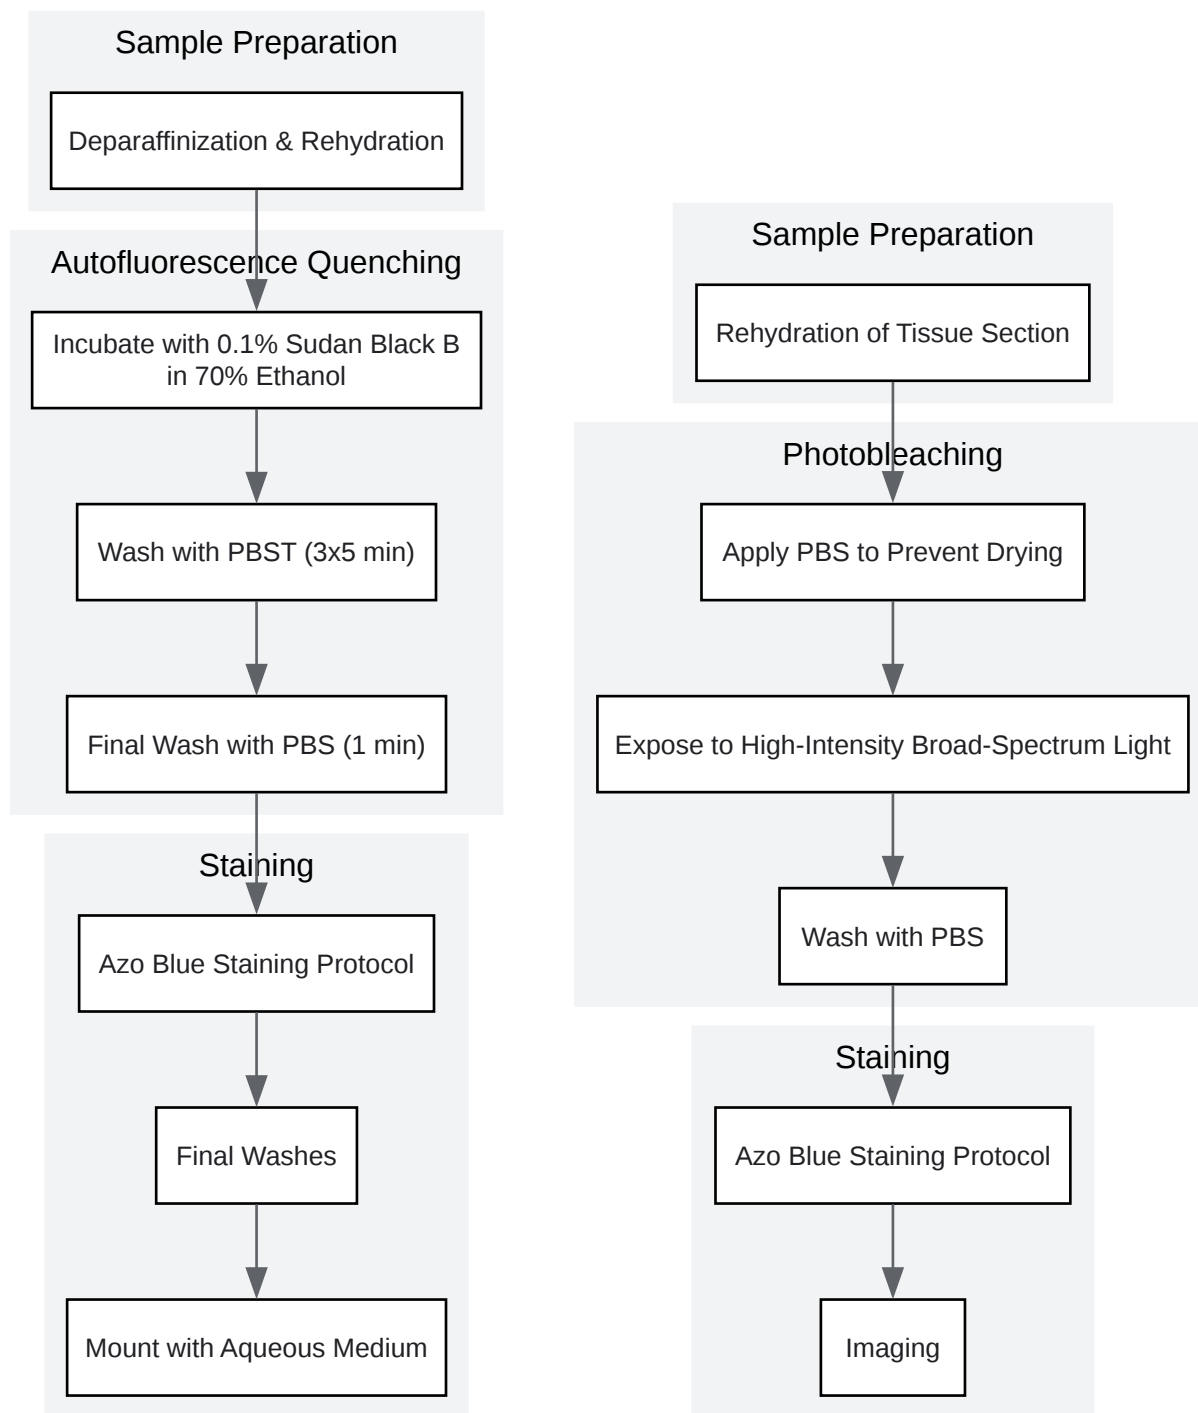 Sample Preparation
Deparaffinization & Rehydration
Autofluorescence Quenching
Incubate with 0.1% Sudan Black B
in 70% Ethanol
Wash with PBST (3x5 min)
Final Wash with PBS (1 min)
Staining
Azo Blue Staining Protocol
Final Washes
Mount with Aqueous Medium
Sample Preparation
Rehydration of Tissue Section
Photobleaching
Apply PBS to Prevent Drying
Expose to High-Intensity Broad-Spectrum Light
Wash with PBS
Staining
Azo Blue Staining Protocol
Imaging